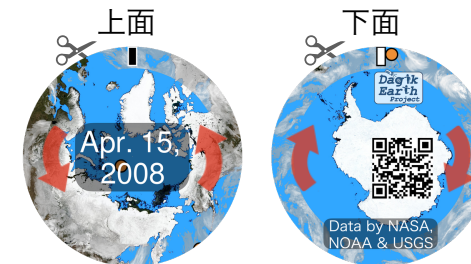 上面
下面
Apr. 15,
2008
Dagik
Earth
Project
Data by NASA,
NOAA & USGS